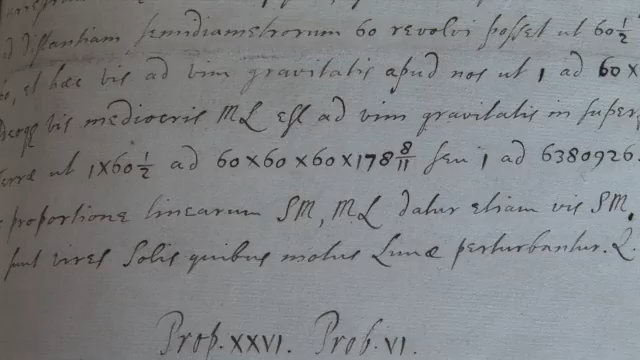 distantiam semidiametrorum 60 revolvi posset ut 60½
et hæc vis ad vim gravitatis apud nos ut 1 ad 60 ×
vis mediocris ML est ad vim gravitatis in super
ut 1×60½ ad 60×60×60×178 8/11 seu 1 ad 6380926.
proportione linearum SM, ML datur etiam vis SM,
sunt vires Solis quibus motus Lunæ perturbantur. Q.
Prop. XXVI. Prob. VI.